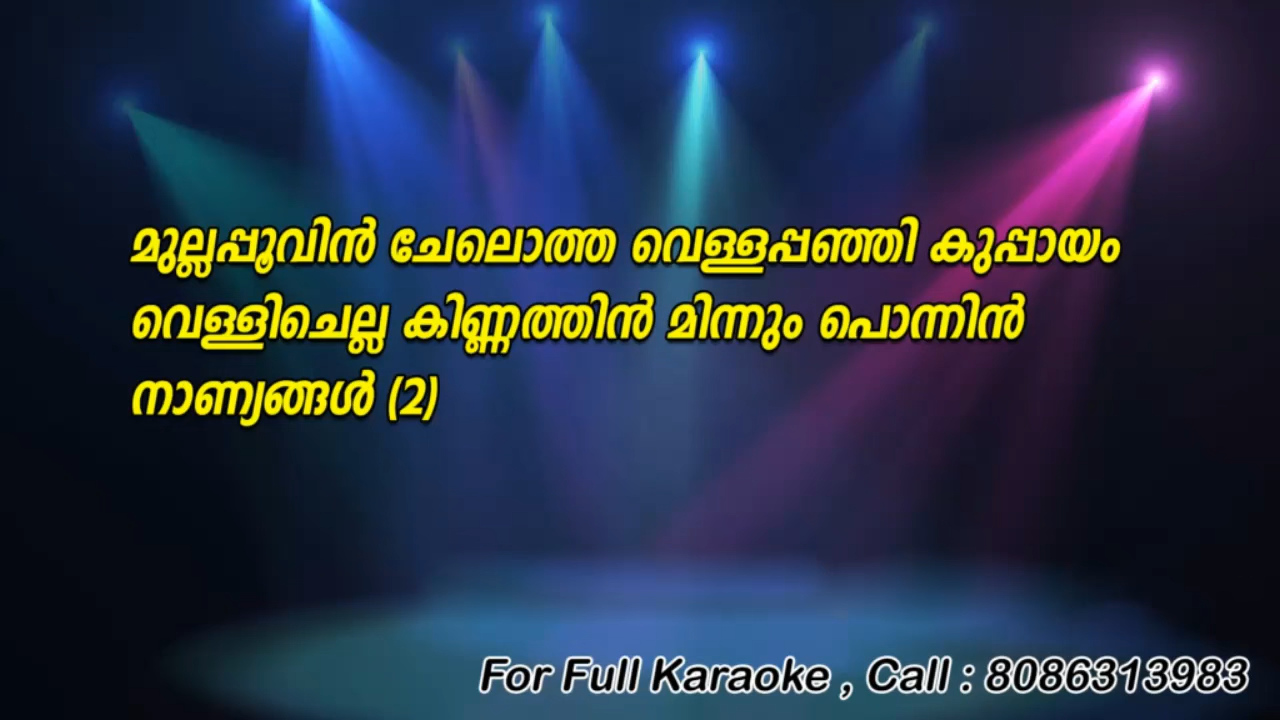 മുല്ലപ്പൂവിൻ ചേലൊത്ത വെള്ളപ്പഞ്ഞി കുപ്പായം
വെള്ളിചെല്ല കിണ്ണത്തിൻ മിന്നും പൊന്നിൻ
നാണ്യങ്ങൾ (2)
For Full Karaoke , Call : 8086313983